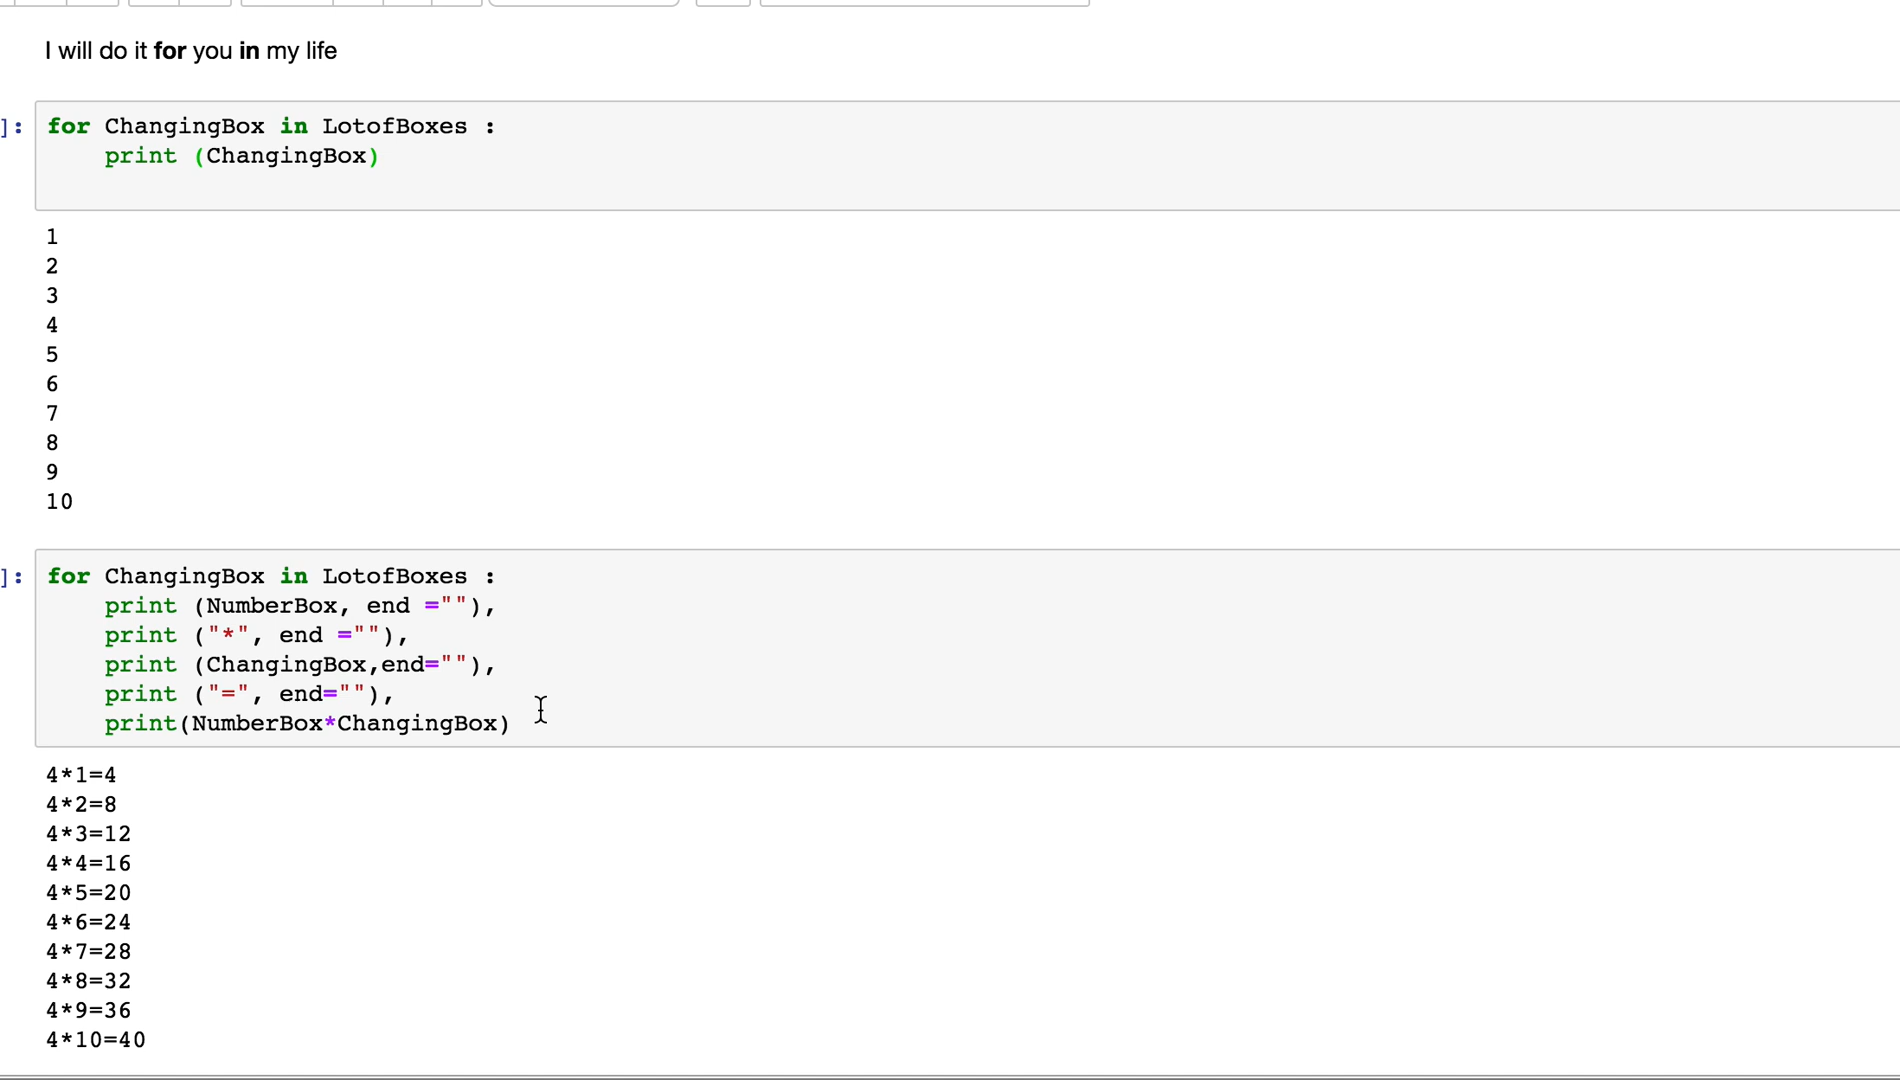 I will do it for you in my life
]: for ChangingBox in LotofBoxes :
print (ChangingBox)
1
2
3
4
5
6
7
8
9
10
]: for ChangingBox in LotofBoxes :
print (NumberBox, end =""),
print ("*", end =""),
print (ChangingBox,end=""),
print ("=", end=""),
print(NumberBox*ChangingBox)
4*1=4
4*2=8
4*3=12
4*4=16
4*5=20
4*6=24
4*7=28
4*8=32
4*9=36
4*10=40